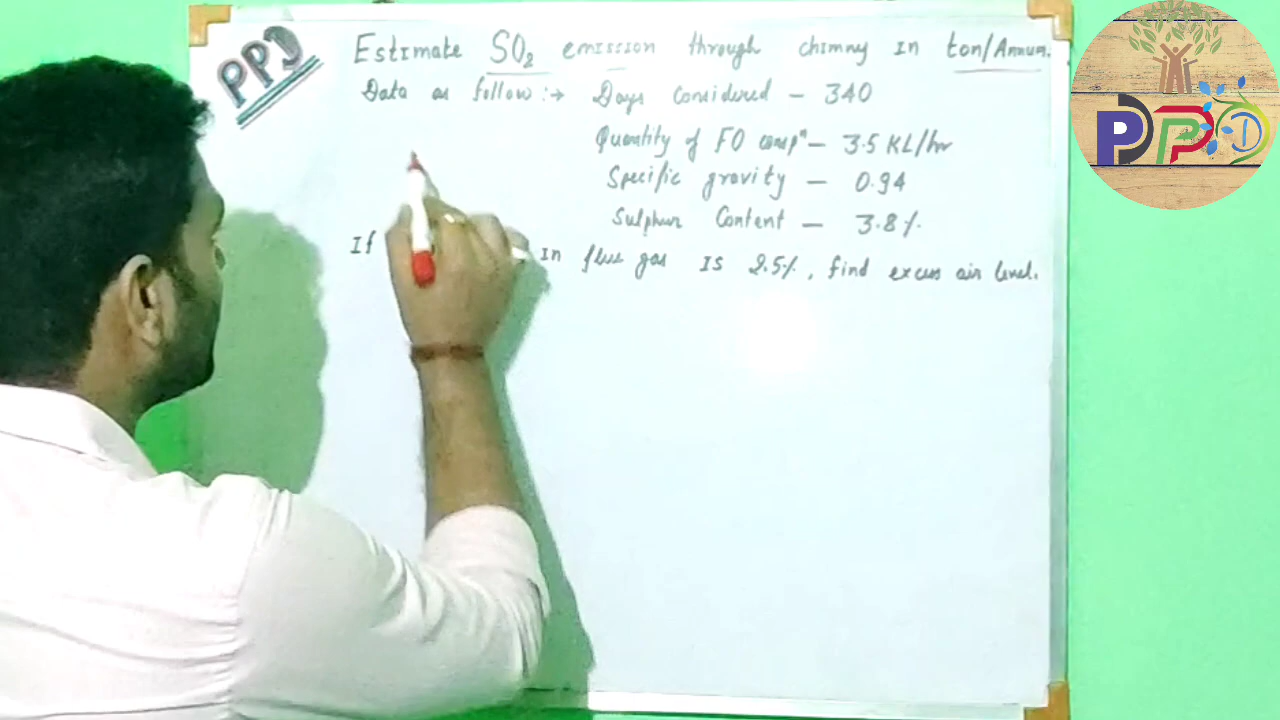 PPD
Estimate SO₂ emission through chimny in ton/Annum.
Data as follow :→ Days Considered — 340
Quantity of FO compⁿ — 3.5 KL/hr
Specific gravity — 0.94
Sulphur Content — 3.8%.
If In flue gas IS 2.5%, find excess air level.
PPD